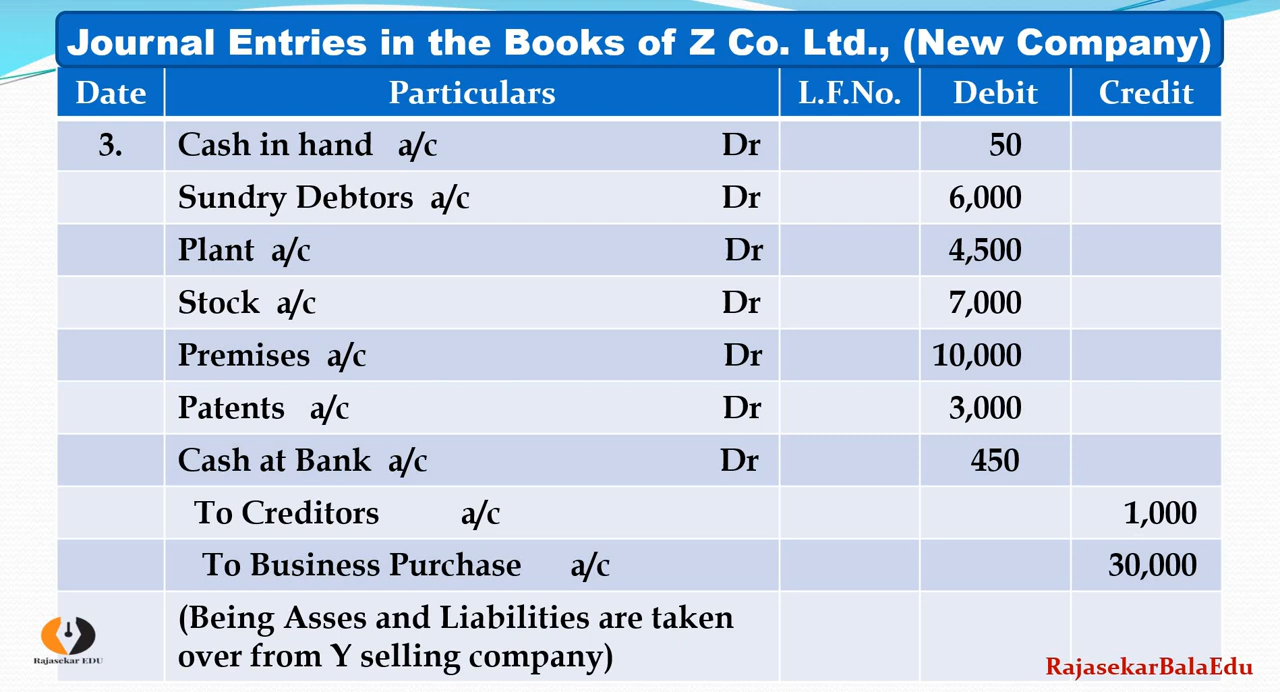 Journal Entries in the Books of Z Co. Ltd., (New Company)
Date Particulars L.F.No. Debit Credit
3. Cash in hand a/c Dr 50
Sundry Debtors a/c Dr 6,000
Plant a/c Dr 4,500
Stock a/c Dr 7,000
Premises a/c Dr 10,000
Patents a/c Dr 3,000
Cash at Bank a/c Dr 450
To Creditors a/c 1,000
To Business Purchase a/c 30,000
(Being Asses and Liabilities are taken
over from Y selling company)
Rajasekar EDU
RajasekarBalaEdu